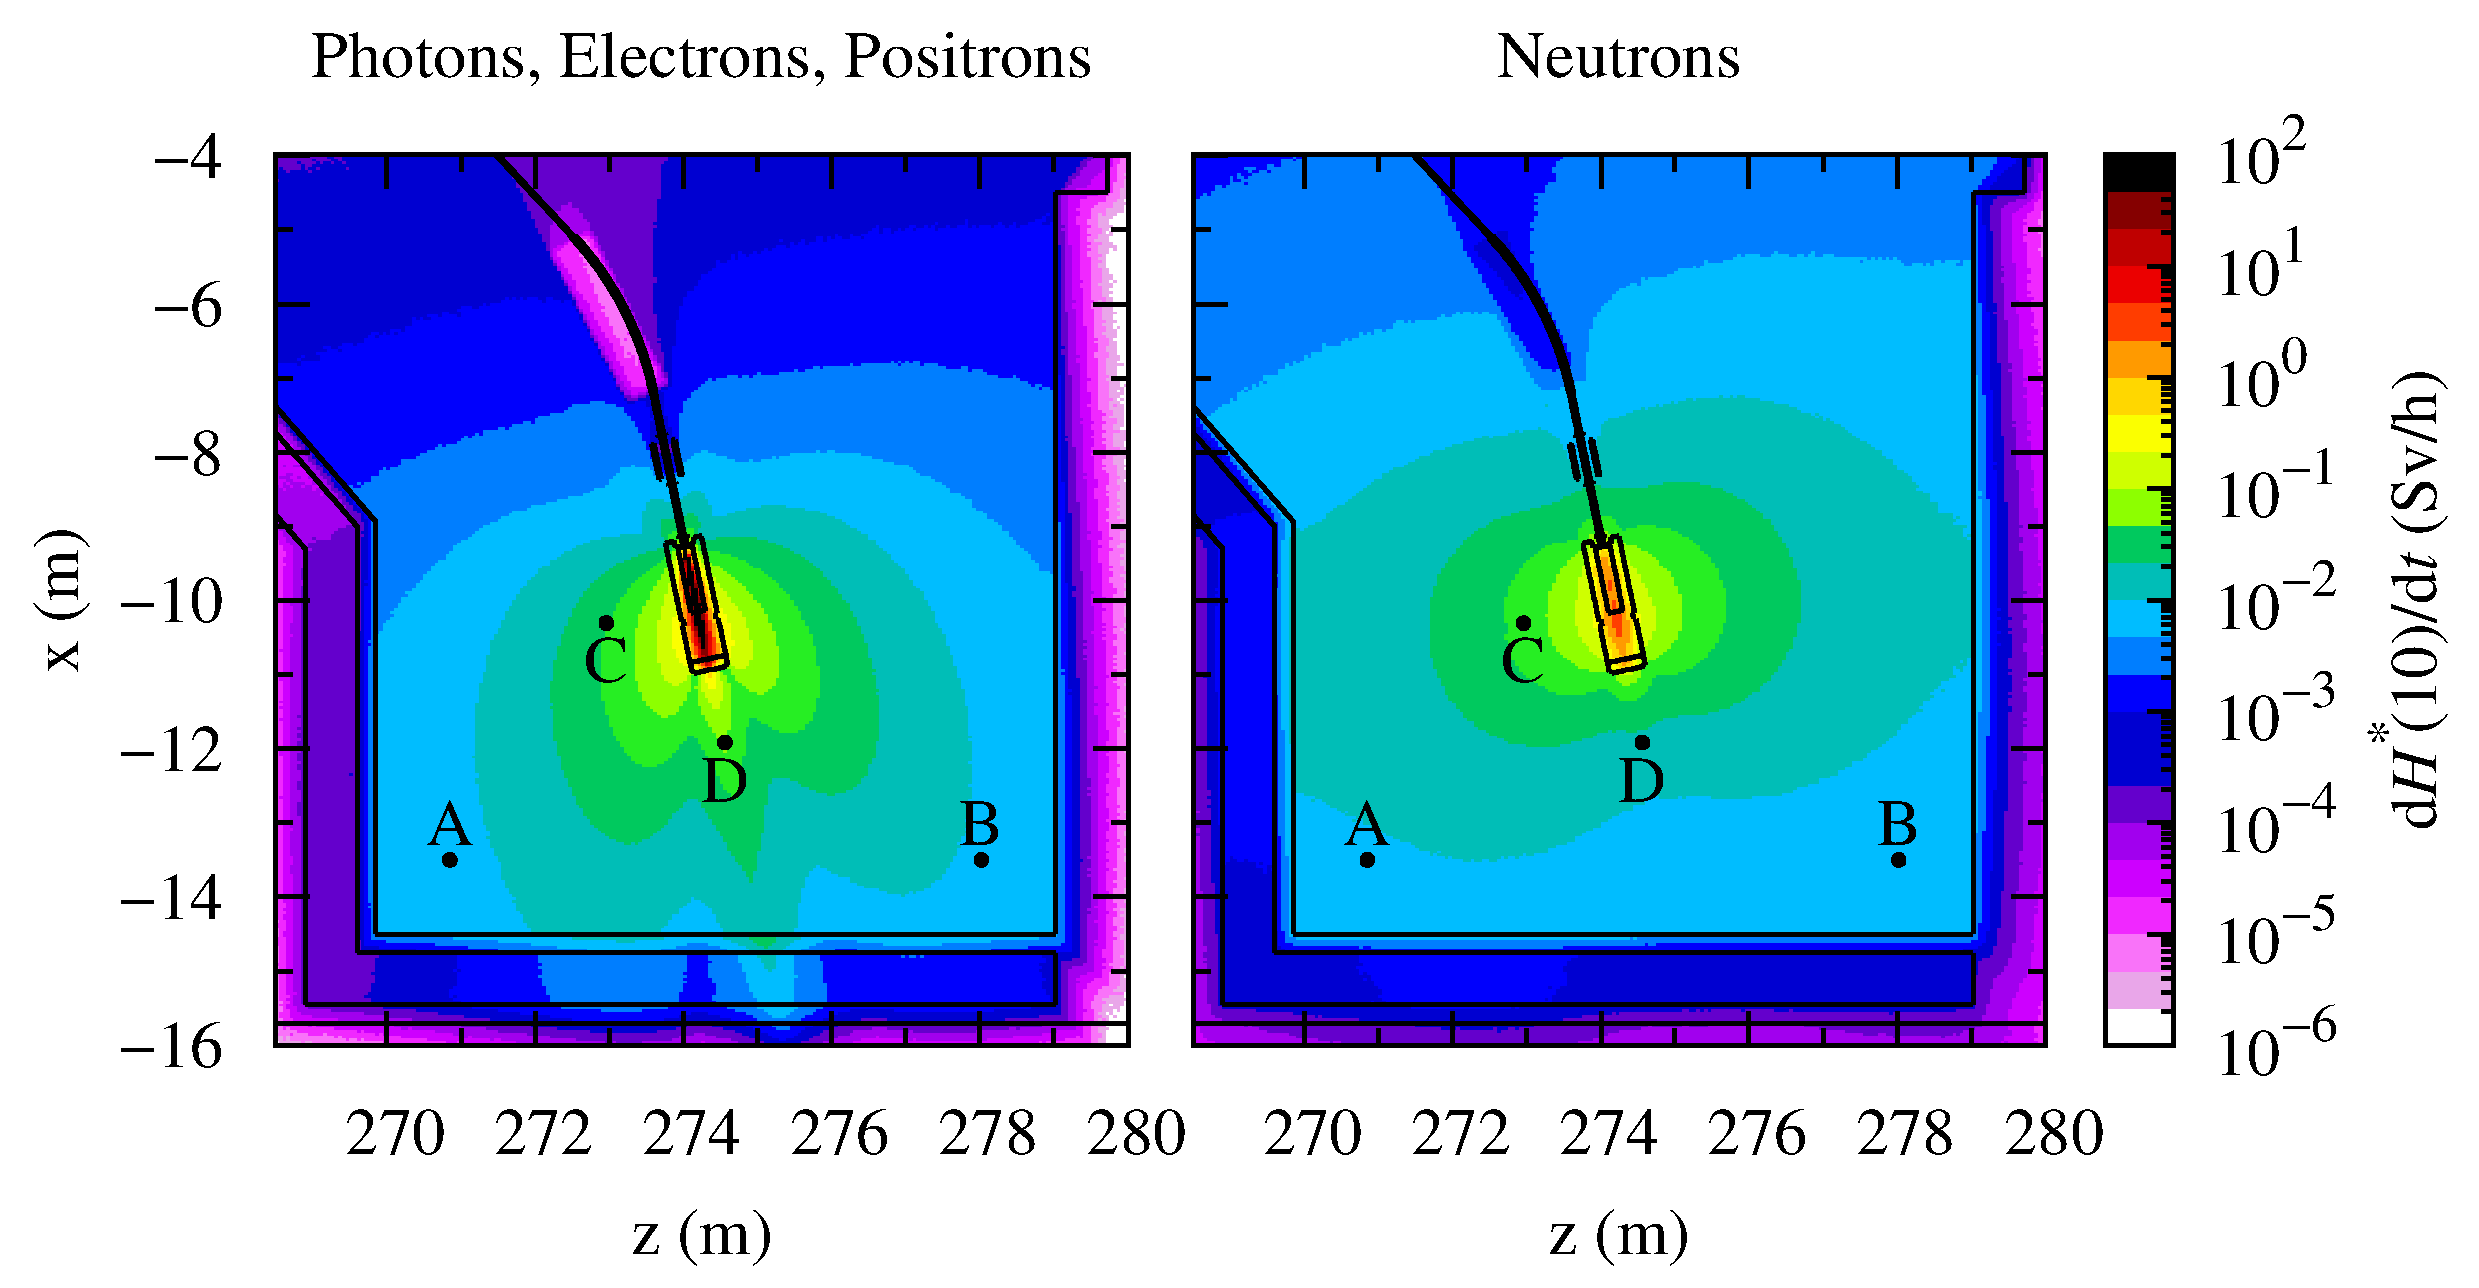 Photons, Electrons, Positrons
Neutrons
−4
−6
−8
−10
−12
−14
−16
x (m)
C
D
A
B
270 272 274 276 278 280
z (m)
C
D
A
B
270 272 274 276 278 280
z (m)
10^2
10^1
10^0
10^−1
10^−2
10^−3
10^−4
10^−5
10^−6
dH*(10)/dt (Sv/h)